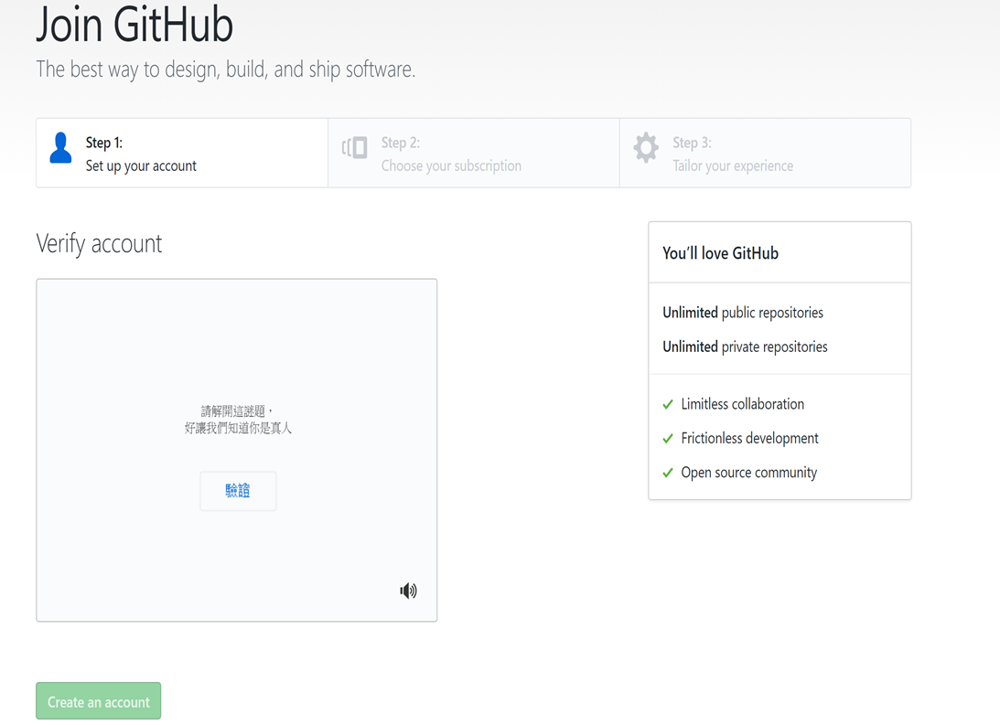 Join GitHub
The best way to design, build, and ship software.
Step 1:
Set up your account
Step 2:
Choose your subscription
Step 3:
Tailor your experience
Verify account
請解開這謎題，
好讓我們知道你是真人
驗證
Create an account
You'll love GitHub
Unlimited public repositories
Unlimited private repositories
Limitless collaboration
Frictionless development
Open source community